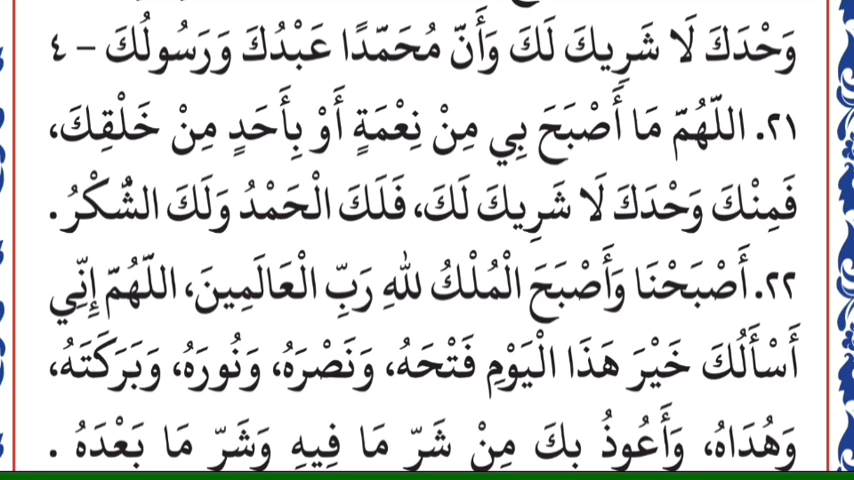 وَحْدَكَ لَا شَرِيكَ لَكَ وَأَنَّ مُحَمَّدًا عَبْدُكَ وَرَسُولُكَ – ٤
٢١. اللّٰهُمَّ مَا أَصْبَحَ بِي مِنْ نِعْمَةٍ أَوْ بِأَحَدٍ مِنْ خَلْقِكَ،
فَمِنْكَ وَحْدَكَ لَا شَرِيكَ لَكَ، فَلَكَ الْحَمْدُ وَلَكَ الشُّكْرُ.
٢٢. أَصْبَحْنَا وَأَصْبَحَ الْمُلْكُ لِلّٰهِ رَبِّ الْعَالَمِينَ، اللّٰهُمَّ إِنِّي
أَسْأَلُكَ خَيْرَ هَذَا الْيَوْمِ فَتْحَهُ، وَنَصْرَهُ، وَنُورَهُ، وَبَرَكَتَهُ،
وَهُدَاهُ، وَأَعُوذُ بِكَ مِنْ شَرِّ مَا فِيهِ وَشَرِّ مَا بَعْدَهُ .